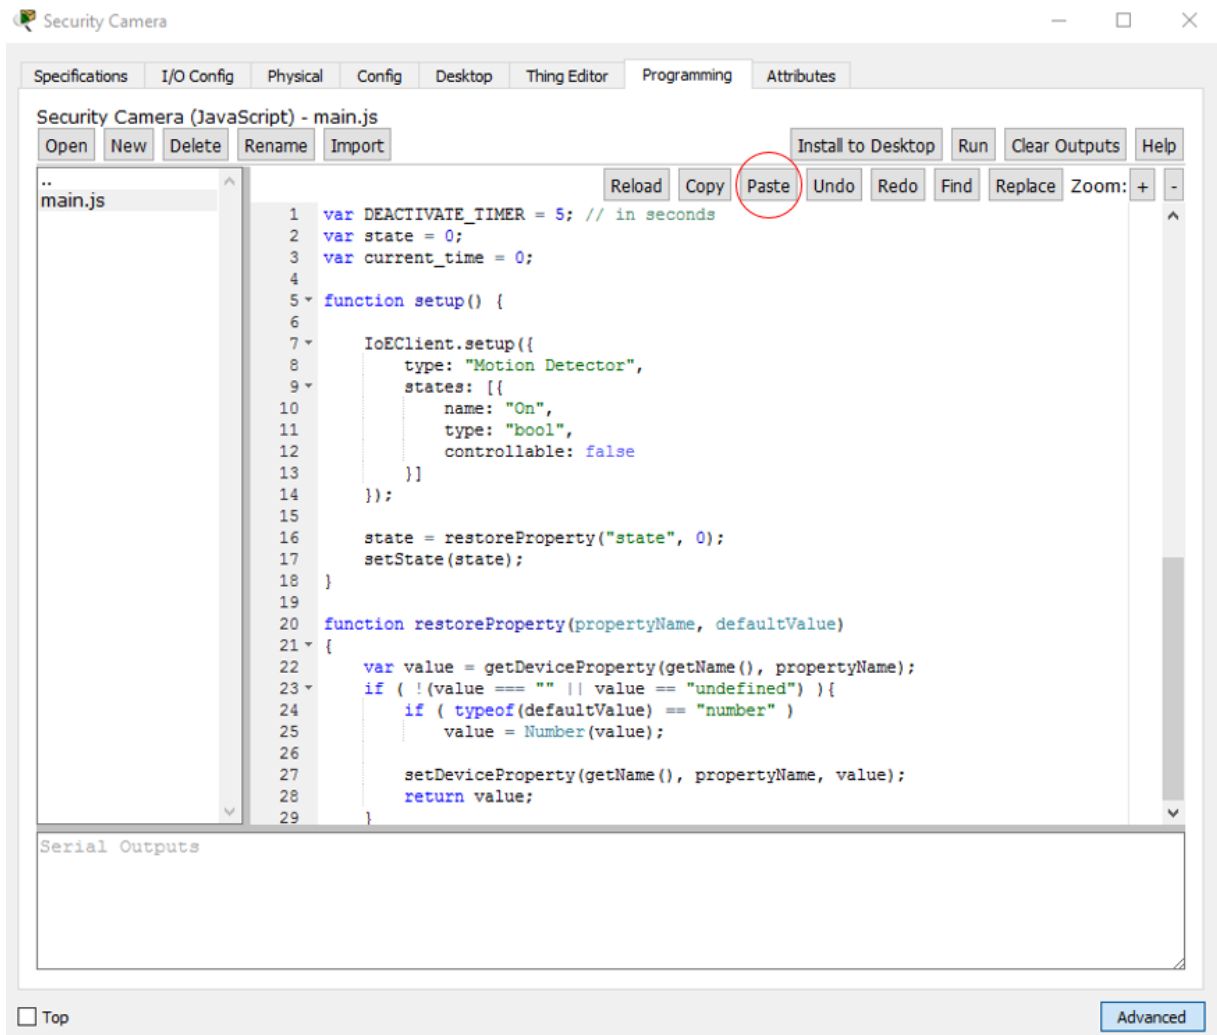 Security Camera
Specifications I/O Config Physical Config Desktop Thing Editor Programming Attributes
Security Camera (JavaScript) - main.js
Open New Delete Rename Import Install to Desktop Run Clear Outputs Help
Reload Copy Paste Undo Redo Find Replace Zoom: + -
..
main.js
1 var DEACTIVATE_TIMER = 5; // in seconds
2 var state = 0;
3 var current_time = 0;
4
5 function setup() {
6
7     IoEClient.setup({
8         type: "Motion Detector",
9         states: [{
10             name: "On",
11             type: "bool",
12             controllable: false
13         }]
14     });
15
16     state = restoreProperty("state", 0);
17     setState(state);
18 }
19
20 function restoreProperty(propertyName, defaultValue)
21 {
22     var value = getDeviceProperty(getName(), propertyName);
23     if ( !(value === "" || value == "undefined") ){
24         if ( typeof(defaultValue) == "number" )
25             value = Number(value);
26
27         setDeviceProperty(getName(), propertyName, value);
28         return value;
29     }
Serial Outputs
Top Advanced